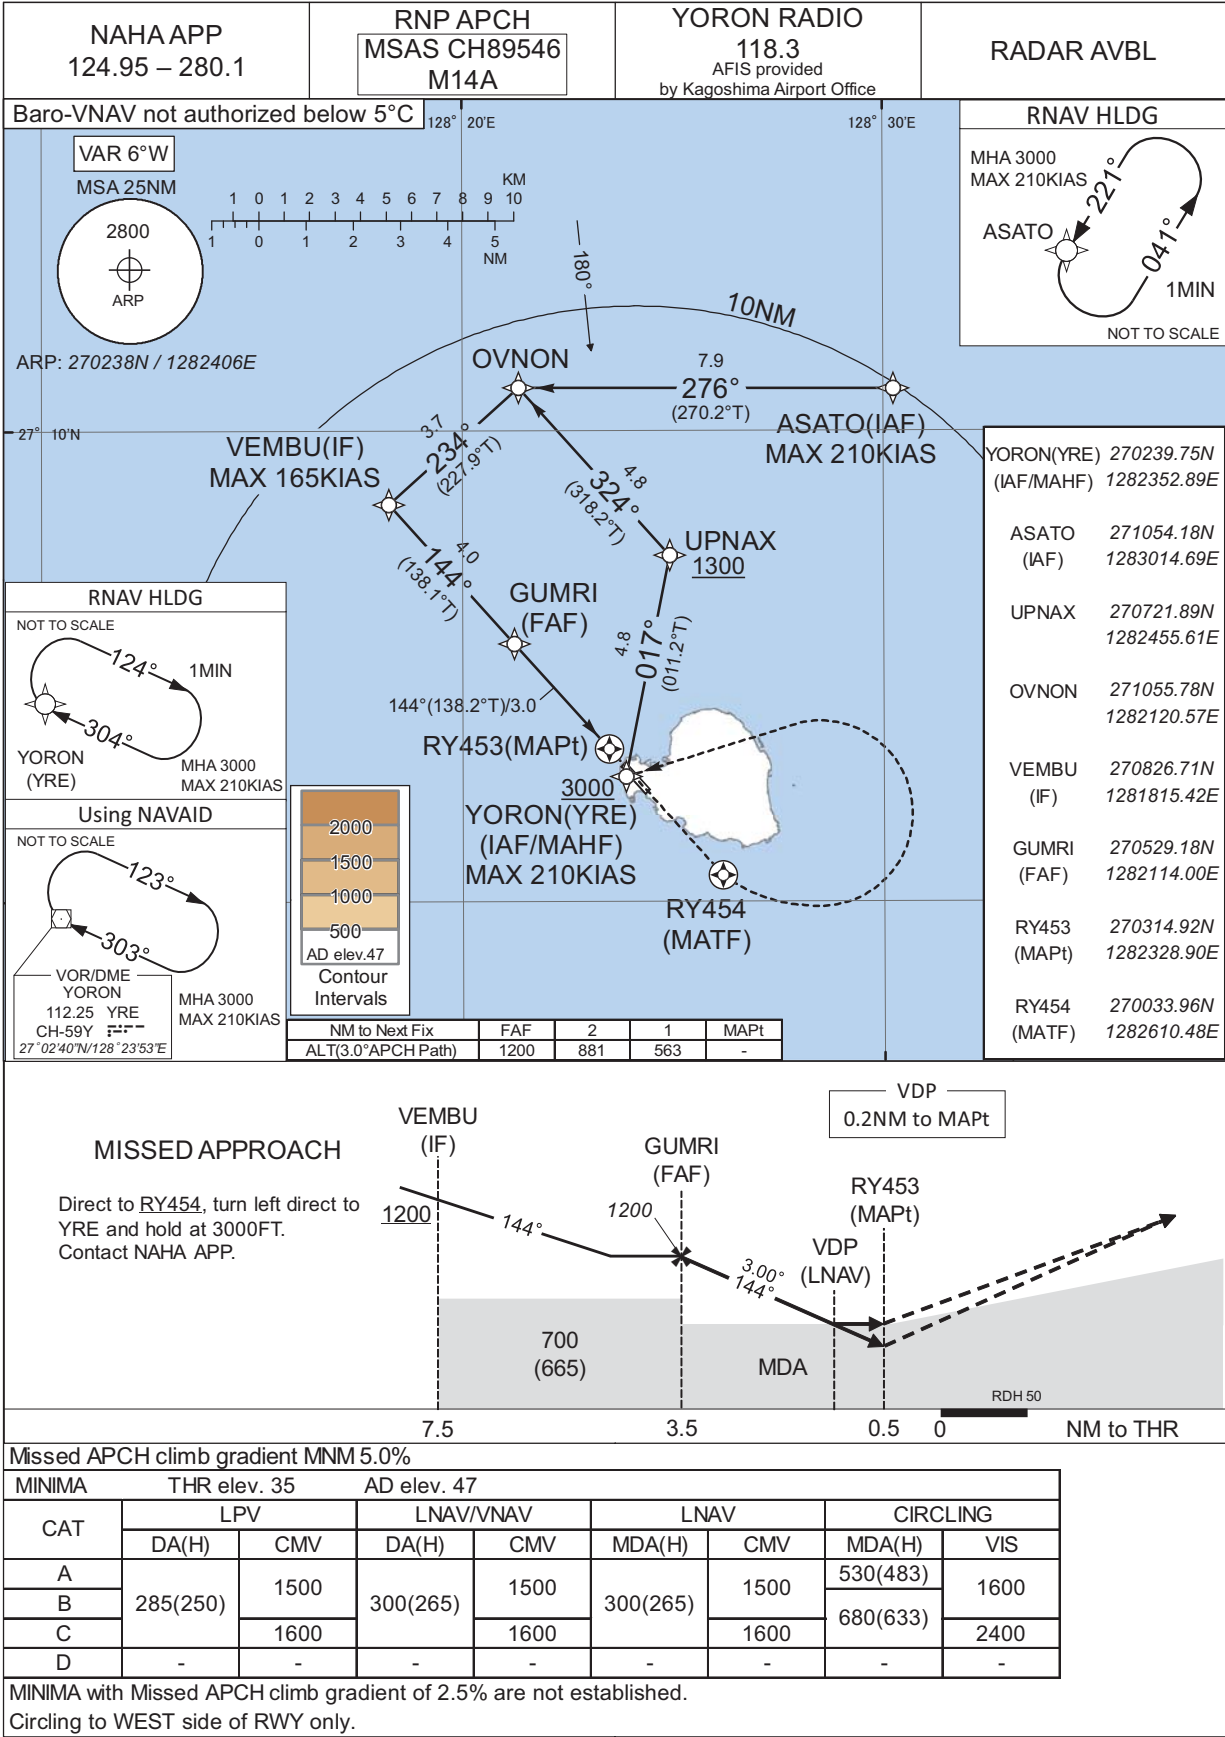 NAHA APP
124.95 – 280.1
RNP APCH
MSAS CH89546
M14A
YORON RADIO
118.3
AFIS provided
by Kagoshima Airport Office
RADAR AVBL
Baro-VNAV not authorized below 5°C
128° 20'E
128° 30'E
VAR 6°W
MSA 25NM
2800
ARP
ARP: 270238N / 1282406E
KM
1 0 1 2 3 4 5 6 7 8 9 10
1 0 1 2 3 4 5
NM
180°
10NM
RNAV HLDG
MHA 3000
MAX 210KIAS
221°
ASATO
041°
1MIN
NOT TO SCALE
OVNON
7.9
276°
(270.2°T)
ASATO(IAF)
MAX 210KIAS
27° 10'N
VEMBU(IF)
MAX 165KIAS
3.7
234°
(227.9°T)
4.8
324°
(318.2°T)
UPNAX
1300
4.0
144°
(138.1°T)
GUMRI
(FAF)
4.8
017°
(011.2°T)
144°(138.2°T)/3.0
RY453(MAPt)
3000
YORON(YRE)
(IAF/MAHF)
MAX 210KIAS
RY454
(MATF)
YORON(YRE) 270239.75N
(IAF/MAHF) 1282352.89E
ASATO 271054.18N
(IAF) 1283014.69E
UPNAX 270721.89N
1282455.61E
OVNON 271055.78N
1282120.57E
VEMBU 270826.71N
(IF) 1281815.42E
GUMRI 270529.18N
(FAF) 1282114.00E
RY453 270314.92N
(MAPt) 1282328.90E
RY454 270033.96N
(MATF) 1282610.48E
RNAV HLDG
NOT TO SCALE
124°
1MIN
304°
YORON
(YRE)
MHA 3000
MAX 210KIAS
Using NAVAID
NOT TO SCALE
123°
303°
VOR/DME
YORON
112.25 YRE
CH-59Y
27°02'40"N/128°23'53"E
MHA 3000
MAX 210KIAS
2000
1500
1000
500
AD elev.47
Contour
Intervals
NM to Next Fix FAF 2 1 MAPt
ALT(3.0°APCH Path) 1200 881 563 -
VDP
0.2NM to MAPt
MISSED APPROACH
Direct to RY454, turn left direct to
YRE and hold at 3000FT.
Contact NAHA APP.
VEMBU
(IF)
1200
144°
GUMRI
(FAF)
1200
3.00°
144°
VDP
(LNAV)
RY453
(MAPt)
700
(665)
MDA
RDH 50
7.5 3.5 0.5 0 NM to THR
Missed APCH climb gradient MNM 5.0%
MINIMA THR elev. 35 AD elev. 47
CAT LPV LNAV/VNAV LNAV CIRCLING
DA(H) CMV DA(H) CMV MDA(H) CMV MDA(H) VIS
A 285(250) 1500 300(265) 1500 300(265) 1500 530(483) 1600
B 680(633)
C 1600 1600 1600 2400
D - - - - - - - -
MINIMA with Missed APCH climb gradient of 2.5% are not established.
Circling to WEST side of RWY only.